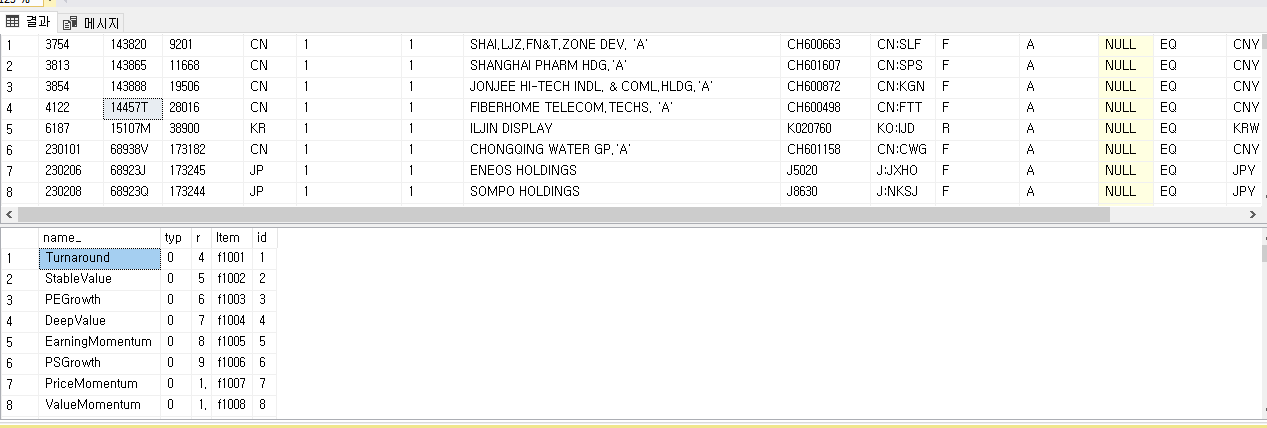 결과 메시지
1 3754 143820 9201 CN 1 1 SHAI,LJZ,FN&T,ZONE DEV, 'A' CH600663 CN:SLF F A NULL EQ CNY
2 3813 143865 11668 CN 1 1 SHANGHAI PHARM HDG,'A' CH601607 CN:SPS F A NULL EQ CNY
3 3854 143888 19506 CN 1 1 JONJEE HI-TECH INDL, & COML,HLDG,'A' CH600872 CN:KGN F A NULL EQ CNY
4 4122 14457T 28016 CN 1 1 FIBERHOME TELECOM,TECHS, 'A' CH600498 CN:FTT F A NULL EQ CNY
5 6187 15107M 38900 KR 1 1 ILJIN DISPLAY K020760 KO:IJD R A NULL EQ KRW
6 230101 68938V 173182 CN 1 1 CHONGQING WATER GP,'A' CH601158 CN:CWG F A NULL EQ CNY
7 230206 68923J 173245 JP 1 1 ENEOS HOLDINGS J5020 J:JXHO F A NULL EQ JPY
8 230208 68923Q 173244 JP 1 1 SOMPO HOLDINGS J8630 J:NKSJ F A NULL EQ JPY
name_ typ r Item id
1 Turnaround 0 4 f1001 1
2 StableValue 0 5 f1002 2
3 PEGrowth 0 6 f1003 3
4 DeepValue 0 7 f1004 4
5 EarningMomentum 0 8 f1005 5
6 PSGrowth 0 9 f1006 6
7 PriceMomentum 0 1, f1007 7
8 ValueMomentum 0 1, f1008 8